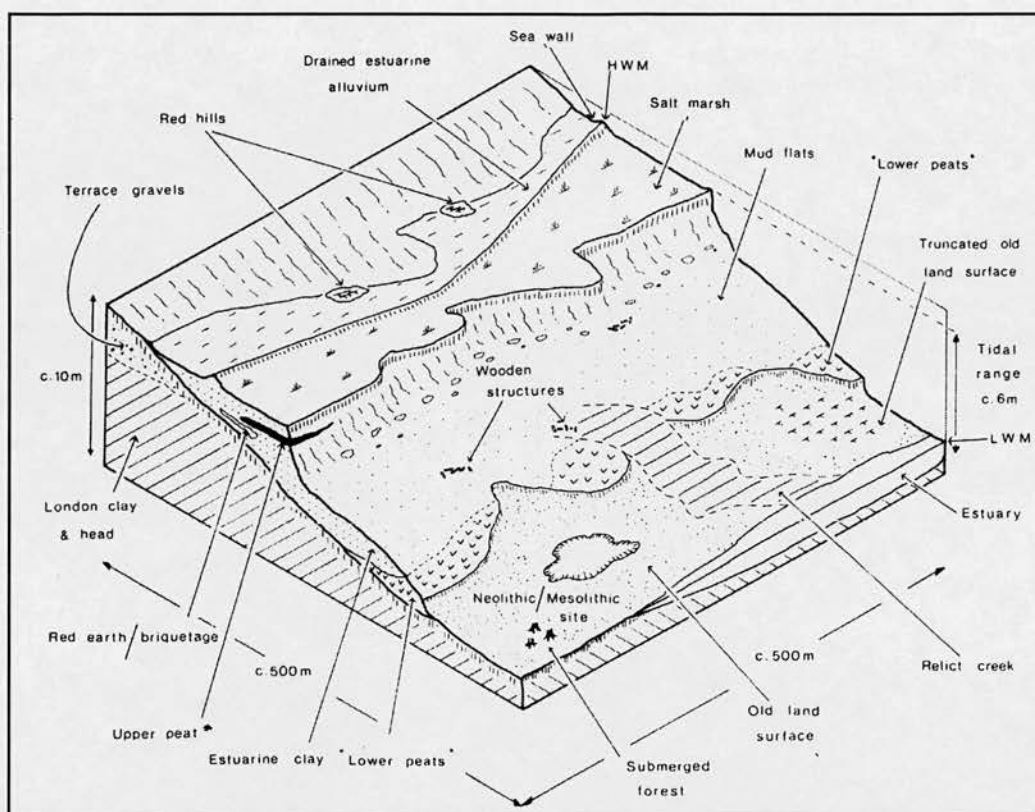 Sea wall
HWM
Drained estuarine
alluvium
Salt marsh
Red hills
Mud flats
"Lower peats"
Terrace gravels
Truncated old
land surface
c.10m
Tidal
range
c.6m
Wooden
structures
LWM
London clay
& head
Estuary
Neolithic/Mesolithic
site
Red earth/briquetage
c.500m
c.500m
Relict creek
Upper peat *
Old land
surface
Estuarine clay
"Lower peats"
Submerged
forest